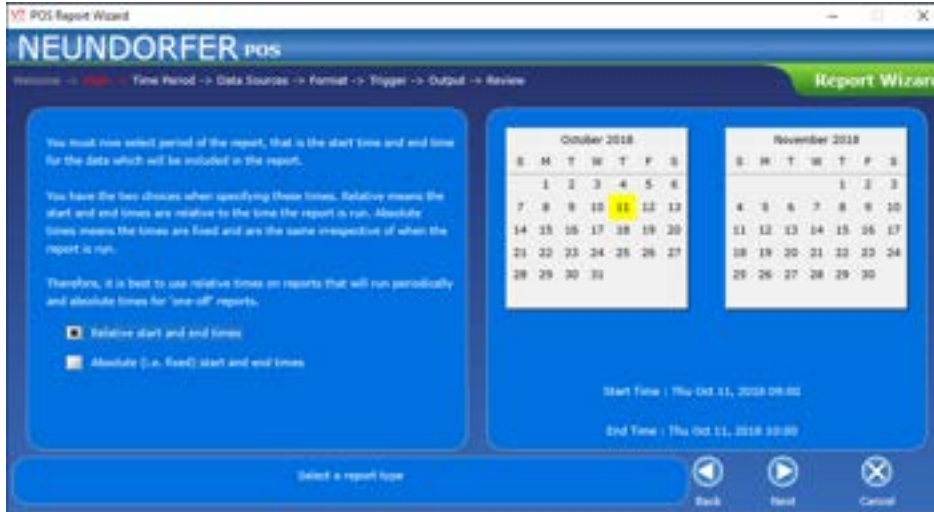 POS Report Wizard
NEUNDORFER POS
Welcome -> -> Time Period -> Data Sources -> Format -> Trigger -> Output -> Review
Report Wizar
You must now select period of the report, that is the start time and end time
for the data which will be included in the report.
You have the two choices when specifying these times. Relative means the
start and end times are relative to the time the report is run. Absolute
times means the times are fixed and are the same irrespective of when the
report is run.
Therefore, it is best to use relative times on reports that will run periodically
and absolute times for 'one-off' reports.
Relative start and end times
Absolute (i.e. fixed) start and end times
October 2018
S M T W T F S
1 2 3 4 5 6
7 8 9 10 11 12 13
14 15 16 17 18 19 20
21 22 23 24 25 26 27
28 29 30 31
November 2018
S M T W T F S
1 2 3
4 5 6 7 8 9 10
11 12 13 14 15 16 17
18 19 20 21 22 23 24
25 26 27 28 29 30
Start Time : Thu Oct 11, 2018 09:00
End Time : Thu Oct 11, 2018 10:00
Select a report type
Back
Next
Cancel